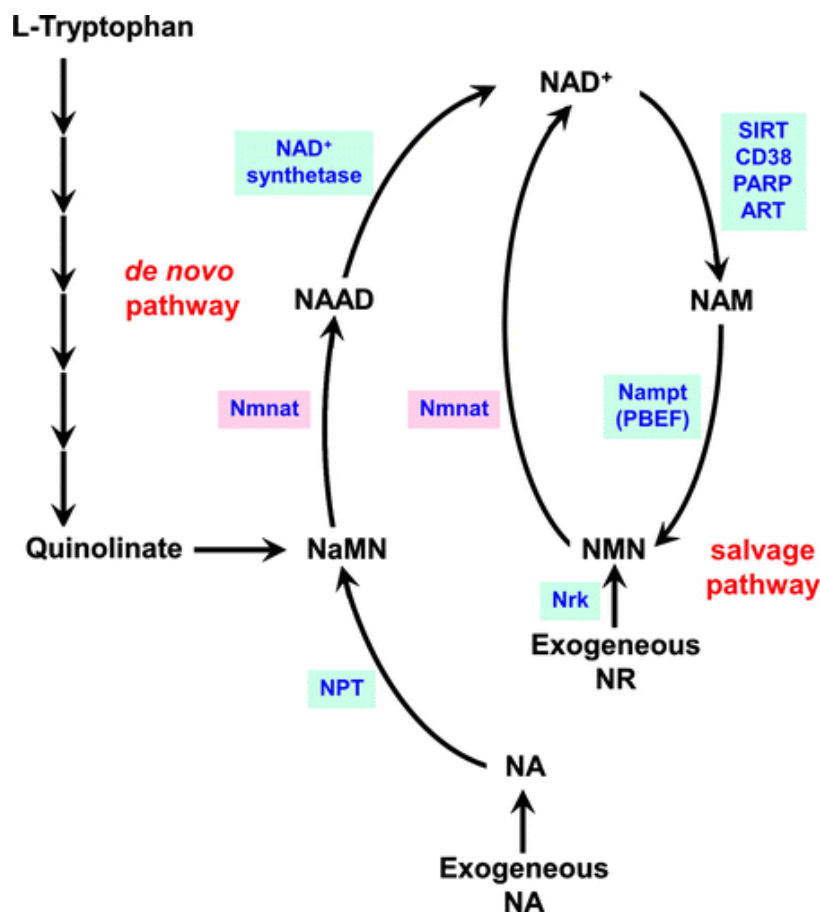 L-Tryptophan
NAD⁺
SIRT
CD38
PARP
ART
NAD⁺
synthetase
de novo
pathway
NAAD
NAM
Nmnat
Nmnat
Nampt
(PBEF)
Quinolinate
NaMN
NMN
salvage
pathway
Nrk
Exogeneous
NR
NPT
NA
Exogeneous
NA